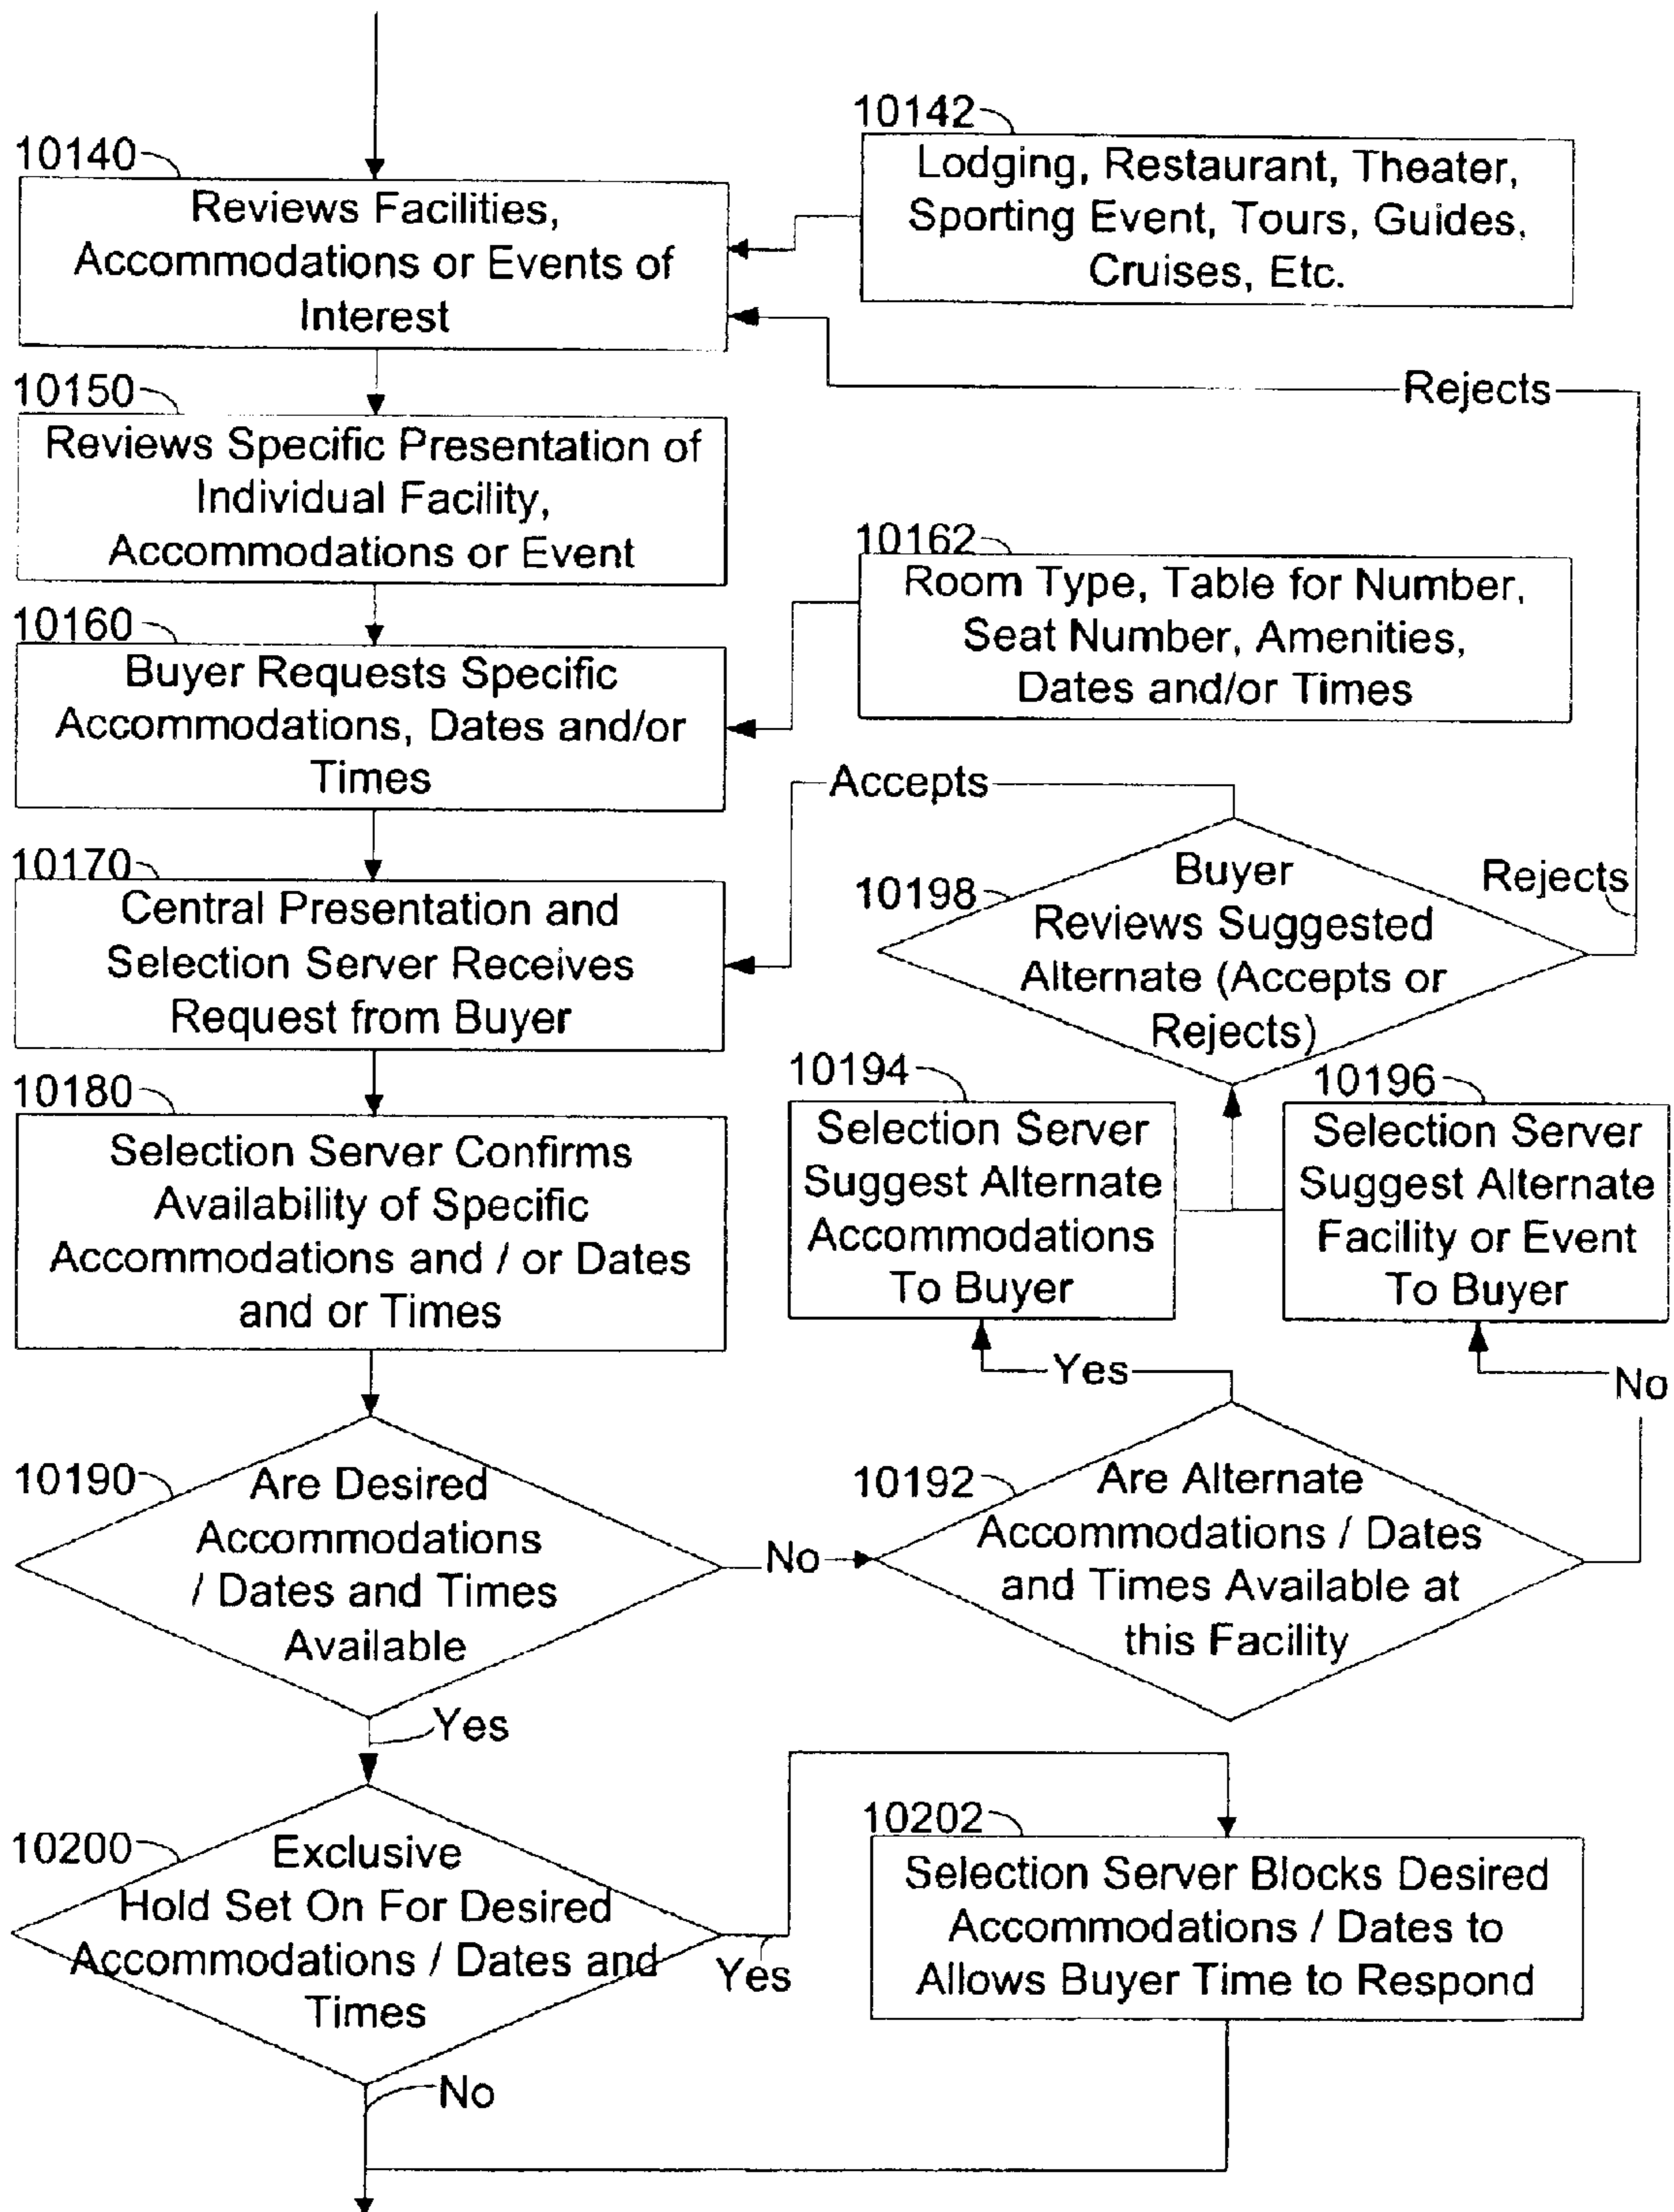 10140
Reviews Facilities,
Accommodations or Events of
Interest
10142
Lodging, Restaurant, Theater,
Sporting Event, Tours, Guides,
Cruises, Etc.
Rejects
10150
Reviews Specific Presentation of
Individual Facility,
Accommodations or Event
10162
Room Type, Table for Number,
Seat Number, Amenities,
Dates and/or Times
10160
Buyer Requests Specific
Accommodations, Dates and/or
Times
Accepts
10170
Central Presentation and
Selection Server Receives
Request from Buyer
10198
Buyer
Reviews Suggested
Alternate (Accepts or
Rejects)
Rejects
10180
Selection Server Confirms
Availability of Specific
Accommodations and / or Dates
and or Times
10194
Selection Server
Suggest Alternate
Accommodations
To Buyer
10196
Selection Server
Suggest Alternate
Facility or Event
To Buyer
Yes
No
10190
Are Desired
Accommodations
/ Dates and Times
Available
No
10192
Are Alternate
Accommodations / Dates
and Times Available at
this Facility
Yes
10200
Exclusive
Hold Set On For Desired
Accommodations / Dates and
Times
Yes
10202
Selection Server Blocks Desired
Accommodations / Dates to
Allows Buyer Time to Respond
No